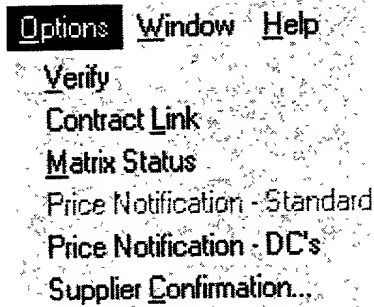 Options Window Help
Verify
Contract Link
Matrix Status
Price Notification - Standard
Price Notification - DC's
Supplier Confirmation...